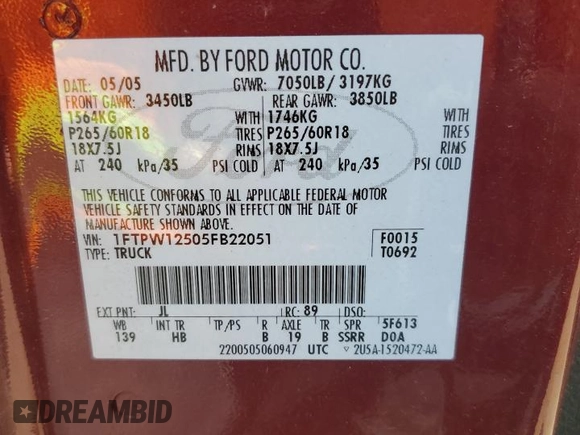 MFD. BY FORD MOTOR CO.
DATE: 05/05 GVWR: 7050LB/ 3197KG
FRONT GAWR: 3450LB REAR GAWR: 3850LB
1564KG 1746KG
P265/60R18 TIRES P265/60R18 TIRES
18X7.5J RIMS 18X7.5J RIMS
AT 240 kPa/35 PSI COLD AT 240 kPa/35 PSI COLD
THIS VEHICLE CONFORMS TO ALL APPLICABLE FEDERAL MOTOR
VEHICLE SAFETY STANDARDS IN EFFECT ON THE DATE OF
MANUFACTURE SHOWN ABOVE.
VIN: 1FTPW12505FB22051 F0015
TYPE: TRUCK T0692
EXT PNT: JL RC: 89 DSO:
WB INT TR TP/PS R AXLE TR SPR 5F613
139 HB B 19 B SSRR DOA
2200505060947 UTC 2U5A-1520472-AA
Ford
DREAMBID